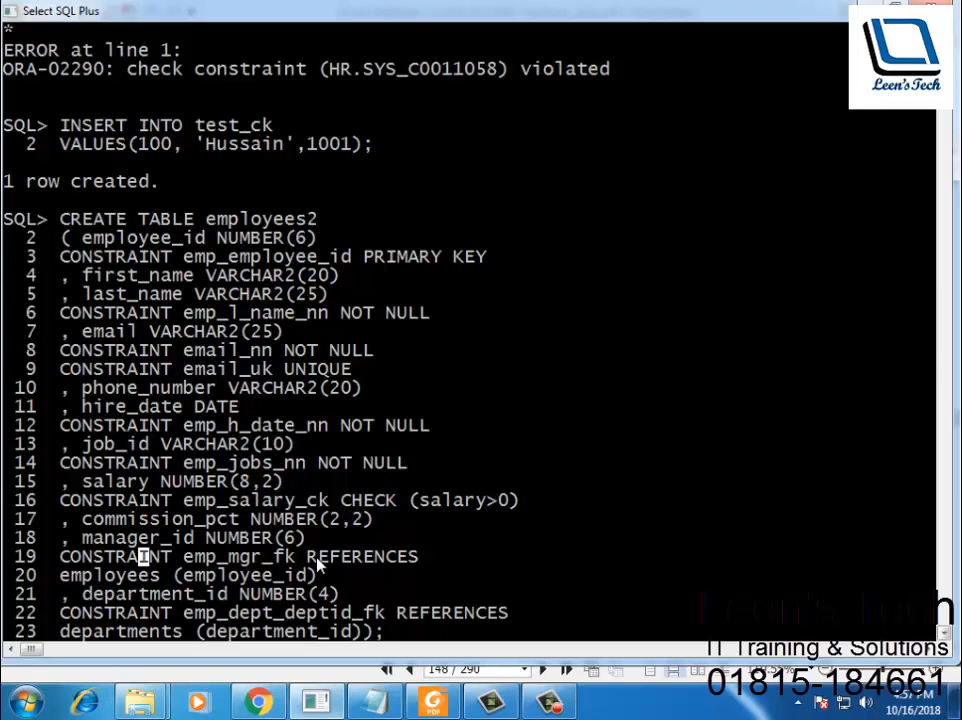 Select SQL Plus
*
ERROR at line 1:
ORA-02290: check constraint (HR.SYS_C0011058) violated
Leen'sTech
SQL> INSERT INTO test_ck
2 VALUES(100, 'Hussain',1001);
1 row created.
SQL> CREATE TABLE employees2
2 ( employee_id NUMBER(6)
3 CONSTRAINT emp_employee_id PRIMARY KEY
4 , first_name VARCHAR2(20)
5 , last_name VARCHAR2(25)
6 CONSTRAINT emp_l_name_nn NOT NULL
7 , email VARCHAR2(25)
8 CONSTRAINT email_nn NOT NULL
9 CONSTRAINT email_uk UNIQUE
10 , phone_number VARCHAR2(20)
11 , hire_date DATE
12 CONSTRAINT emp_h_date_nn NOT NULL
13 , job_id VARCHAR2(10)
14 CONSTRAINT emp_jobs_nn NOT NULL
15 , salary NUMBER(8,2)
16 CONSTRAINT emp_salary_ck CHECK (salary>0)
17 , commission_pct NUMBER(2,2)
18 , manager_id NUMBER(6)
19 CONSTRAINT emp_mgr_fk REFERENCES
20 employees (employee_id)
21 , department_id NUMBER(4)
22 CONSTRAINT emp_dept_deptid_fk REFERENCES
23 departments (department_id));
Leen's Tech
IT Training & Solutions
148 / 290
01815-184661
PDF
10/16/2018